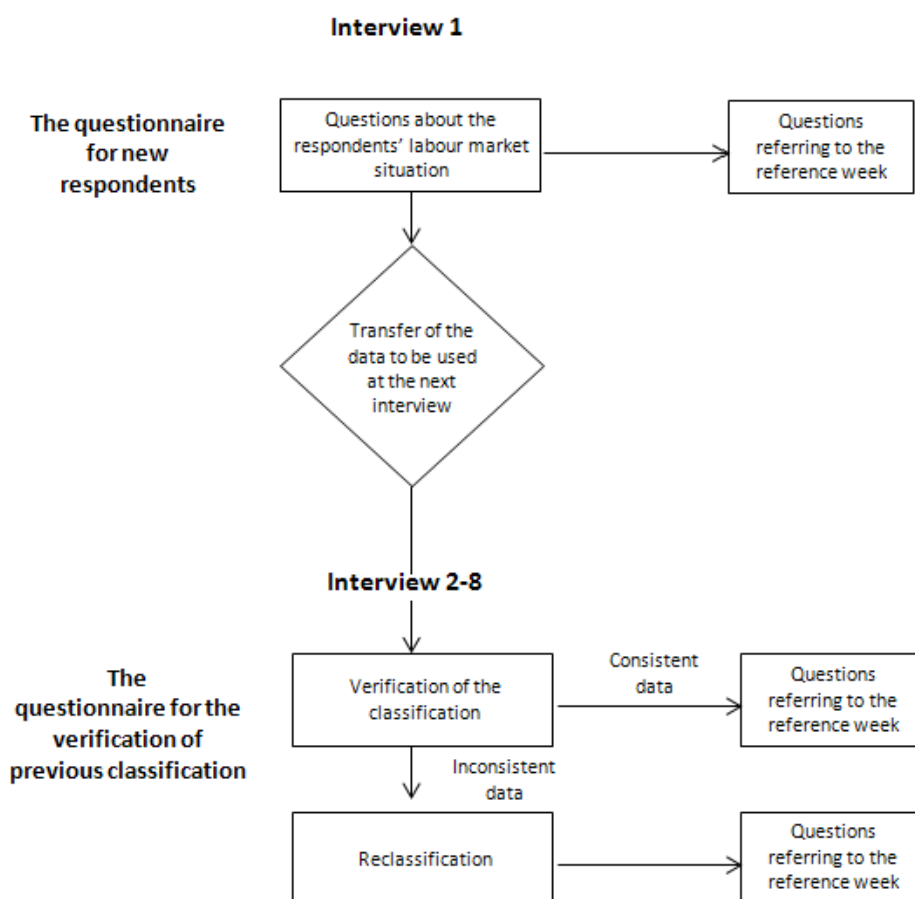 Interview 1
The questionnaire
for new
respondents
Questions about the
respondents’ labour market
situation
Questions
referring to the
reference week
Transfer of the
data to be used
at the next
interview
Interview 2-8
The
questionnaire for the
verification of
previous classification
Verification of the
classification
Consistent
data
Questions
referring to the
reference week
Inconsistent
data
Reclassification
Questions
referring to the
reference week